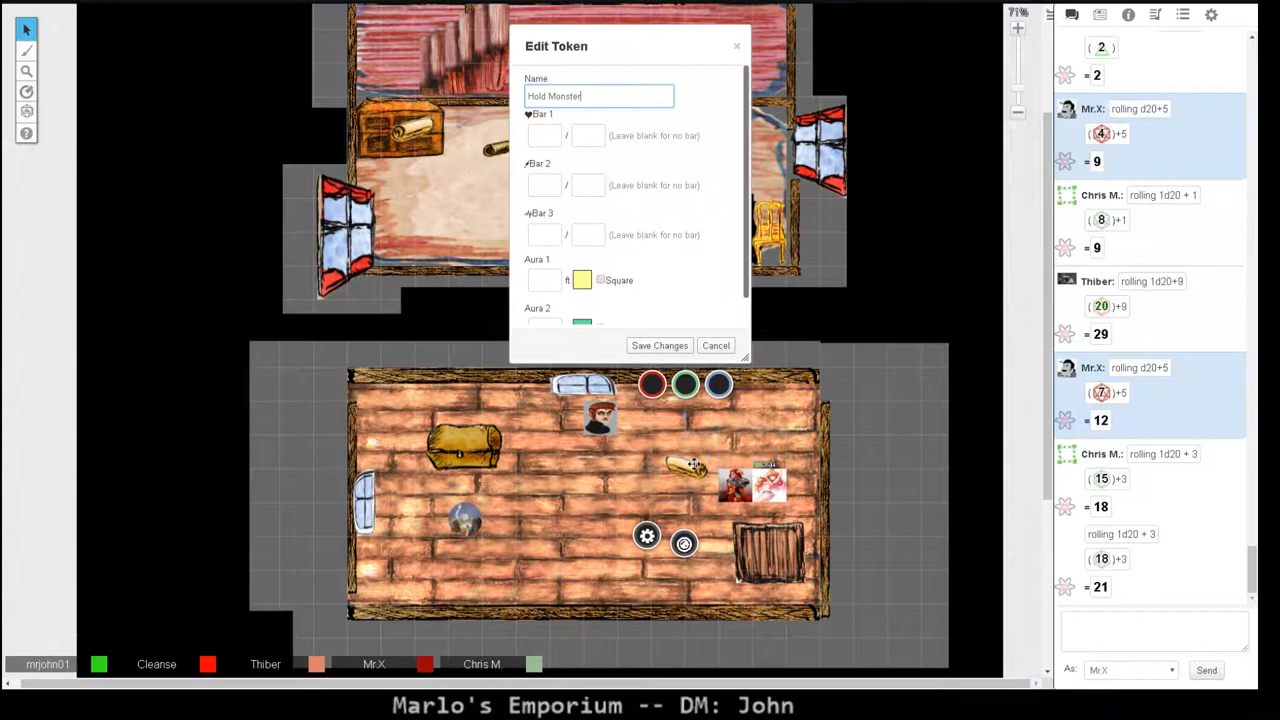 Edit Token
×
Name
Hold Monster
Bar 1
/ (Leave blank for no bar)
Bar 2
/ (Leave blank for no bar)
Bar 3
/ (Leave blank for no bar)
Aura 1
ft. Square
Aura 2
Save Changes Cancel
71%
( 2 )
= 2
Mr.X: rolling d20+5
( 4 )+5
= 9
Chris M.: rolling 1d20 + 1
( 8 )+1
= 9
Thiber: rolling 1d20+9
( 20 )+9
= 29
Mr.X: rolling d20+5
( 7 )+5
= 12
Chris M.: rolling 1d20 + 3
( 15 )+3
= 18
rolling 1d20 + 3
( 18 )+3
= 21
As: Mr.X Send
mrjohn01 Cleanse Thiber Mr.X Chris M
Marlo's Emporium -- DM: John